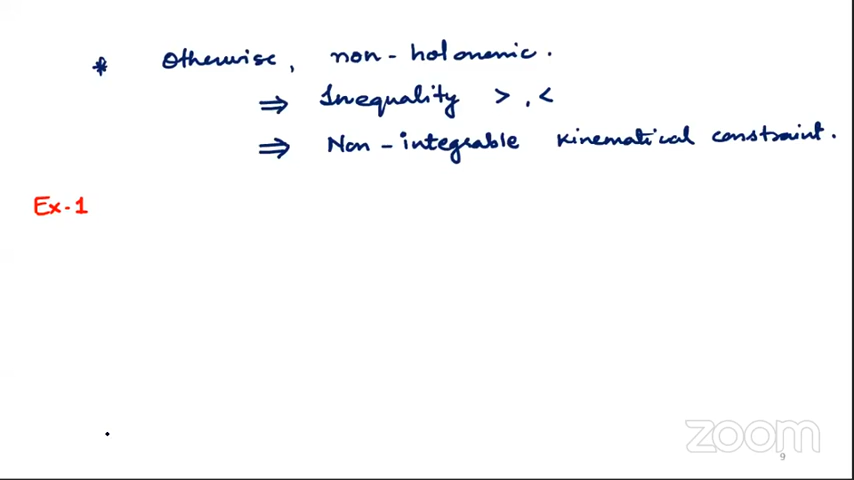 * Otherwise, non-holonomic.
⇒ Inequality >, <
⇒ Non-integrable kinematical constraint.
Ex-1
zoom
9